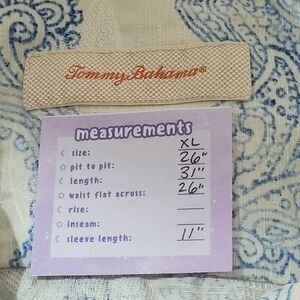 Tommy Bahama®
measurements
☾ size: XL
☆ pit to pit: 26"
☾ length: 31"
☆ waist flat across: 26"
☾ rise:
☆ inseam:
☾ sleeve length: 11"